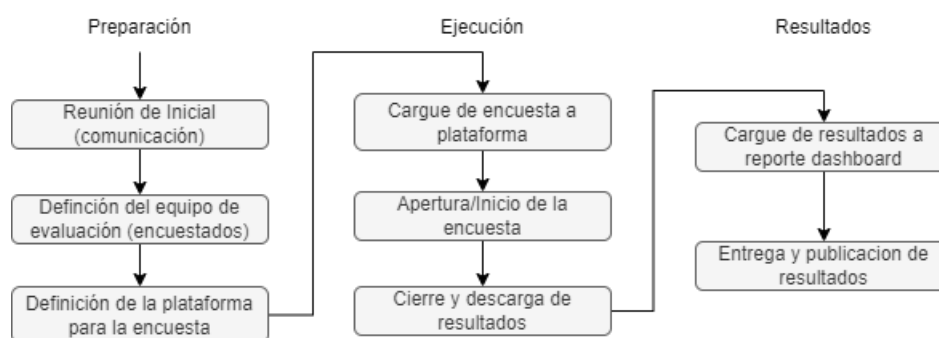 Preparación
Reunión de Inicial
(comunicación)
Definción del equipo de
evaluación (encuestados)
Definición de la plataforma
para la encuesta
Ejecución
Cargue de encuesta a
plataforma
Apertura/Inicio de la
encuesta
Cierre y descarga de
resultados
Resultados
Cargue de resultados a
reporte dashboard
Entrega y publicacion de
resultados